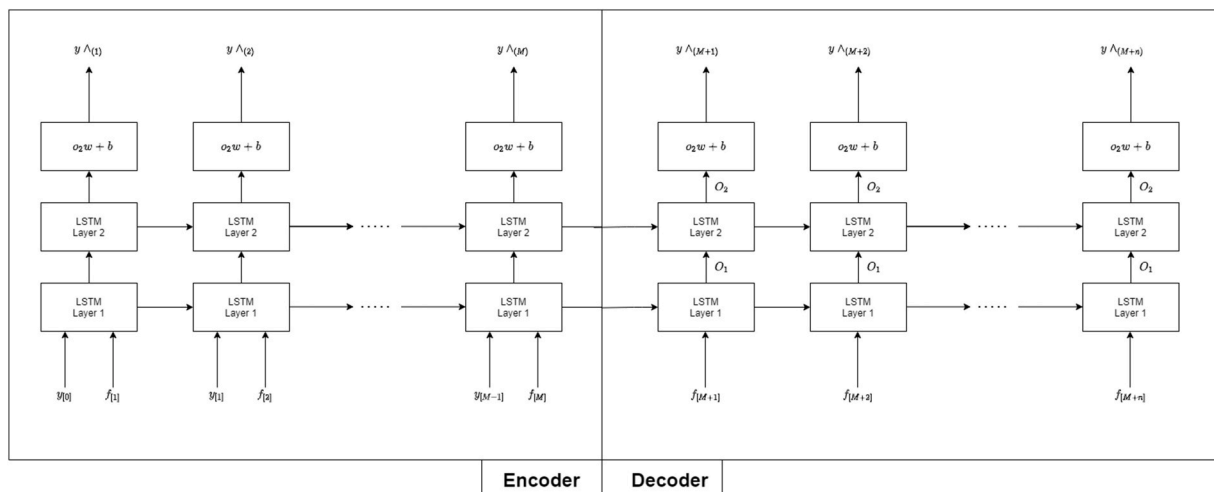 y ∧(1) y ∧(2) y ∧(M) y ∧(M+1) y ∧(M+2) y ∧(M+n)
o₂w + b o₂w + b o₂w + b o₂w + b o₂w + b o₂w + b
O₂ O₂ O₂
LSTM LSTM LSTM LSTM LSTM LSTM
Layer 2 Layer 2 ····· Layer 2 Layer 2 Layer 2 ····· Layer 2
O₁ O₁ O₁
LSTM LSTM LSTM LSTM LSTM LSTM
Layer 1 Layer 1 ····· Layer 1 Layer 1 Layer 1 ····· Layer 1
y[0] f[1] y[1] f[2] y[M−1] f[M] f[M+1] f[M+2] f[M+n]
Encoder Decoder